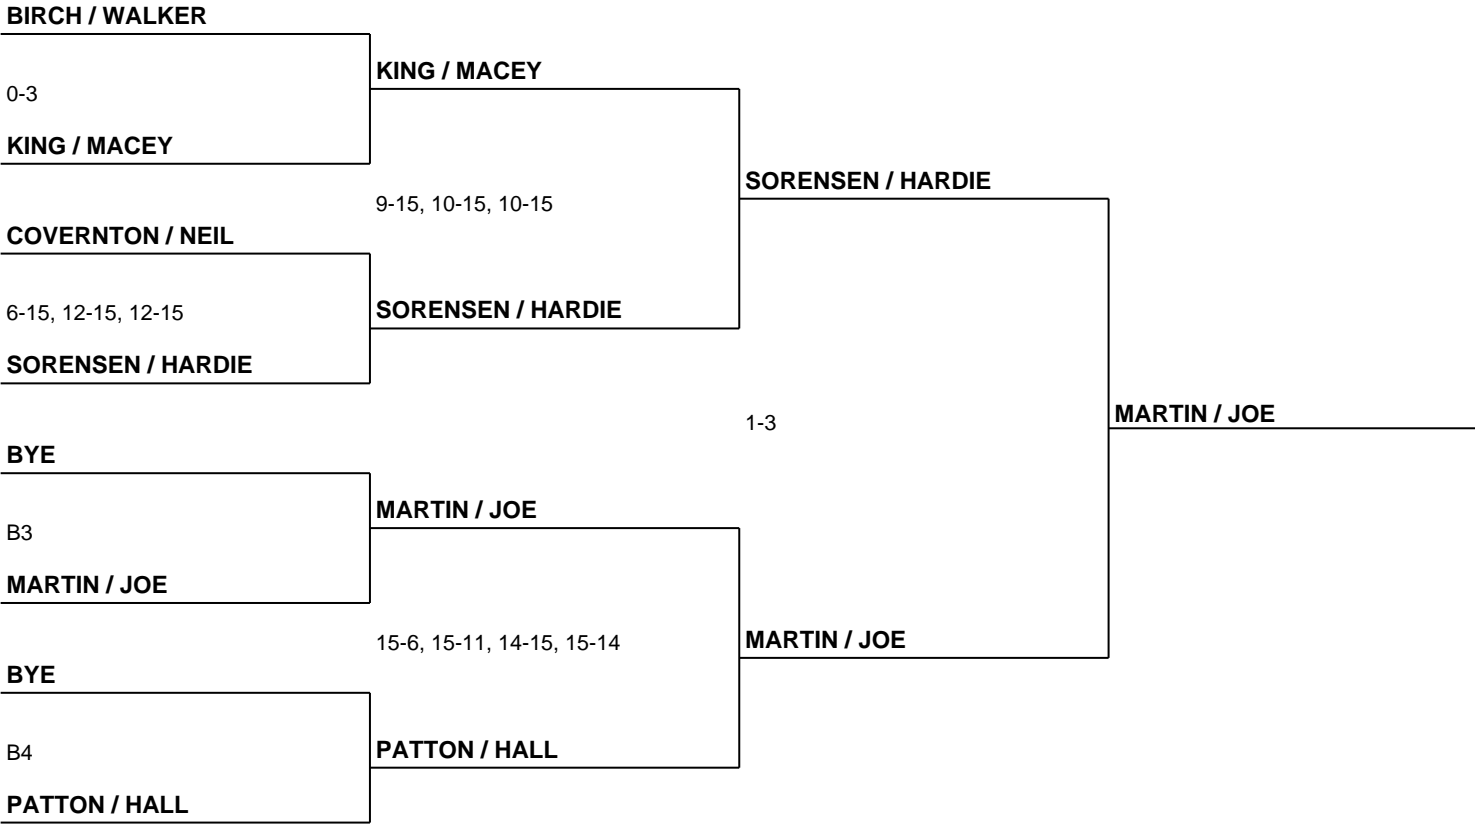 BIRCH / WALKER
0-3
KING / MACEY
COVERNTON / NEIL
6-15, 12-15, 12-15
SORENSEN / HARDIE
BYE
B3
MARTIN / JOE
BYE
B4
PATTON / HALL
KING / MACEY
9-15, 10-15, 10-15
SORENSEN / HARDIE
MARTIN / JOE
15-6, 15-11, 14-15, 15-14
PATTON / HALL
SORENSEN / HARDIE
1-3
MARTIN / JOE
MARTIN / JOE